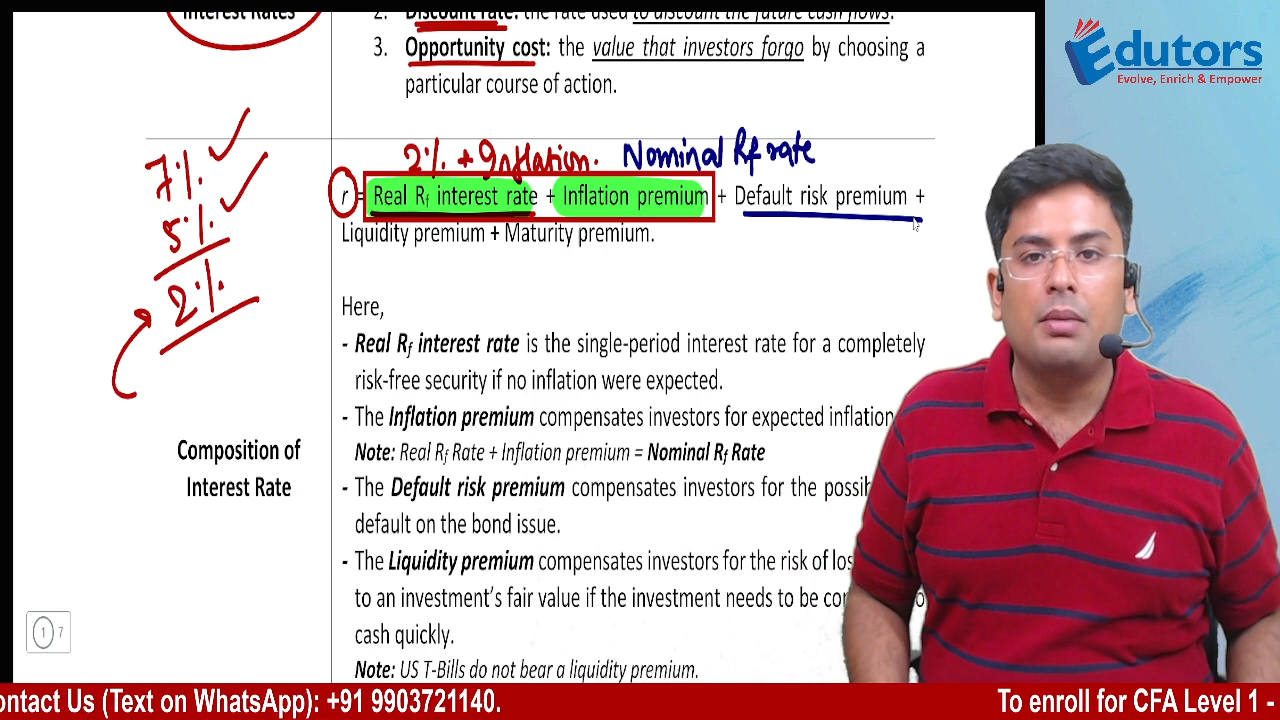 Interest Rates
2. Discount rate: the rate used to discount the future cash flows.
3. Opportunity cost: the value that investors forgo by choosing a
particular course of action.
Edutors
Evolve, Enrich & Empower
7%
5%
2%
2% + Inflation. Nominal Rf rate
r = Real Rf interest rate + Inflation premium + Default risk premium +
Liquidity premium + Maturity premium.
Here,
- Real Rf interest rate is the single-period interest rate for a completely
risk-free security if no inflation were expected.
- The Inflation premium compensates investors for expected inflation
Note: Real Rf Rate + Inflation premium = Nominal Rf Rate
Composition of
Interest Rate
- The Default risk premium compensates investors for the possib
default on the bond issue.
- The Liquidity premium compensates investors for the risk of los
to an investment's fair value if the investment needs to be con o
cash quickly.
Note: US T-Bills do not bear a liquidity premium.
1 7
ontact Us (Text on WhatsApp): +91 9903721140. To enroll for CFA Level 1 -